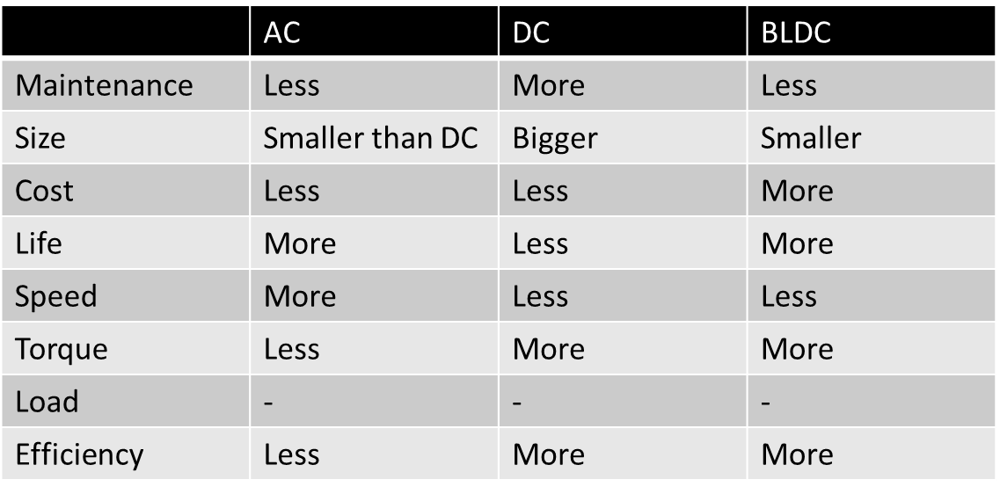 AC DC BLDC
Maintenance Less More Less
Size Smaller than DC Bigger Smaller
Cost Less Less More
Life More Less More
Speed More Less Less
Torque Less More More
Load - - -
Efficiency Less More More